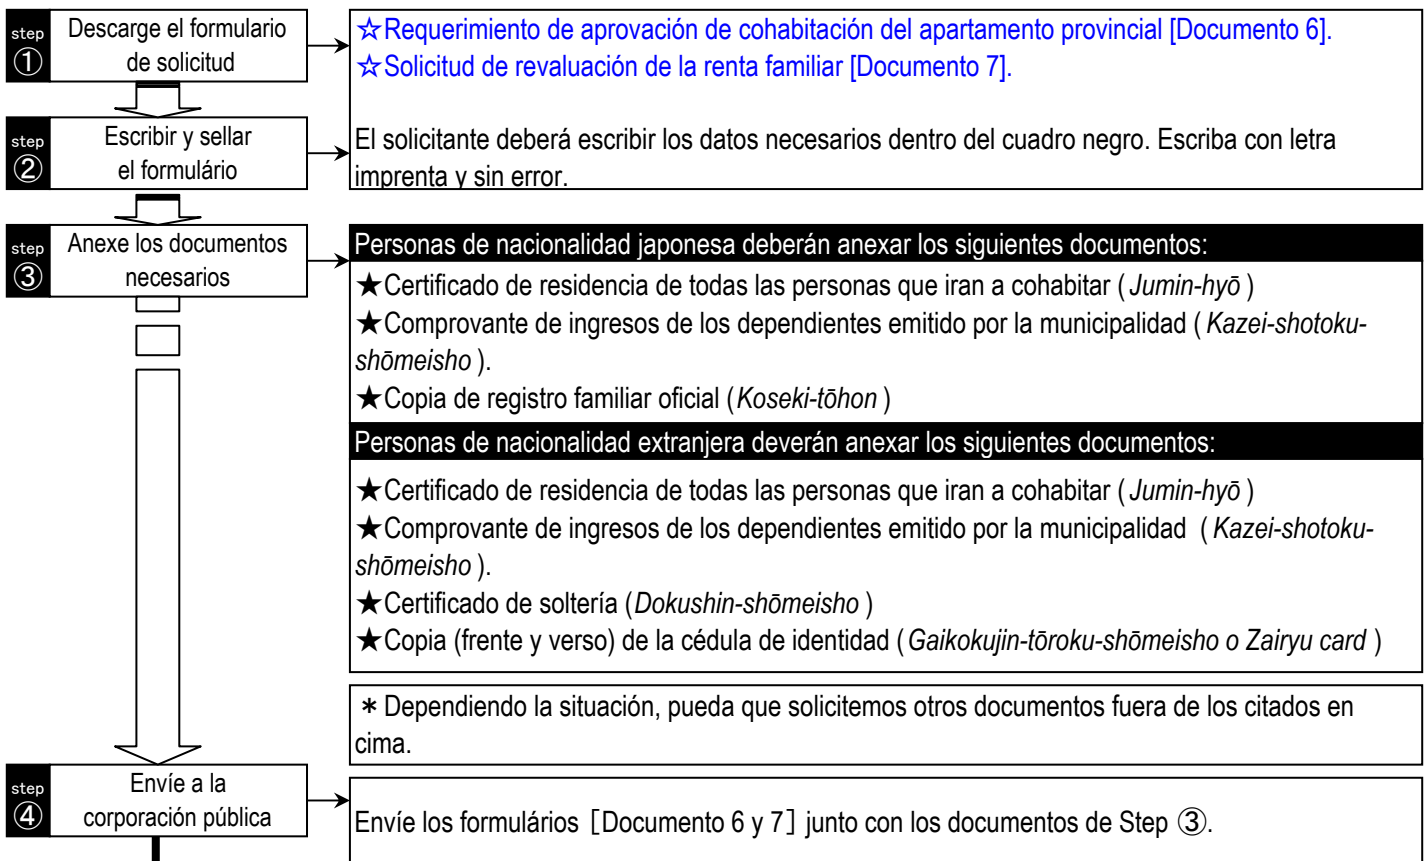 step
①
Descarge el formulario
de solicitud
☆Requerimiento de aprovación de cohabitación del apartamento provincial [Documento 6].
☆Solicitud de revaluación de la renta familiar [Documento 7].
step
②
Escribir y sellar
el formulário
El solicitante deberá escribir los datos necesarios dentro del cuadro negro. Escriba con letra
imprenta y sin error.
step
③
Anexe los documentos
necesarios
Personas de nacionalidad japonesa deberán anexar los siguientes documentos:
★Certificado de residencia de todas las personas que iran a cohabitar (Jumin-hyō)
★Comprovante de ingresos de los dependientes emitido por la municipalidad (Kazei-shotoku-
shōmeisho).
★Copia de registro familiar oficial (Koseki-tōhon)
Personas de nacionalidad extranjera deverán anexar los siguientes documentos:
★Certificado de residencia de todas las personas que iran a cohabitar (Jumin-hyō)
★Comprovante de ingresos de los dependientes emitido por la municipalidad (Kazei-shotoku-
shōmeisho).
★Certificado de soltería (Dokushin-shōmeisho)
★Copia (frente y verso) de la cédula de identidad (Gaikokujin-tōroku-shōmeisho o Zairyu card)
＊Dependiendo la situación, pueda que solicitemos otros documentos fuera de los citados en
cima.
step
④
Envíe a la
corporación pública
Envíe los formulários [Documento 6 y 7] junto con los documentos de Step ③.